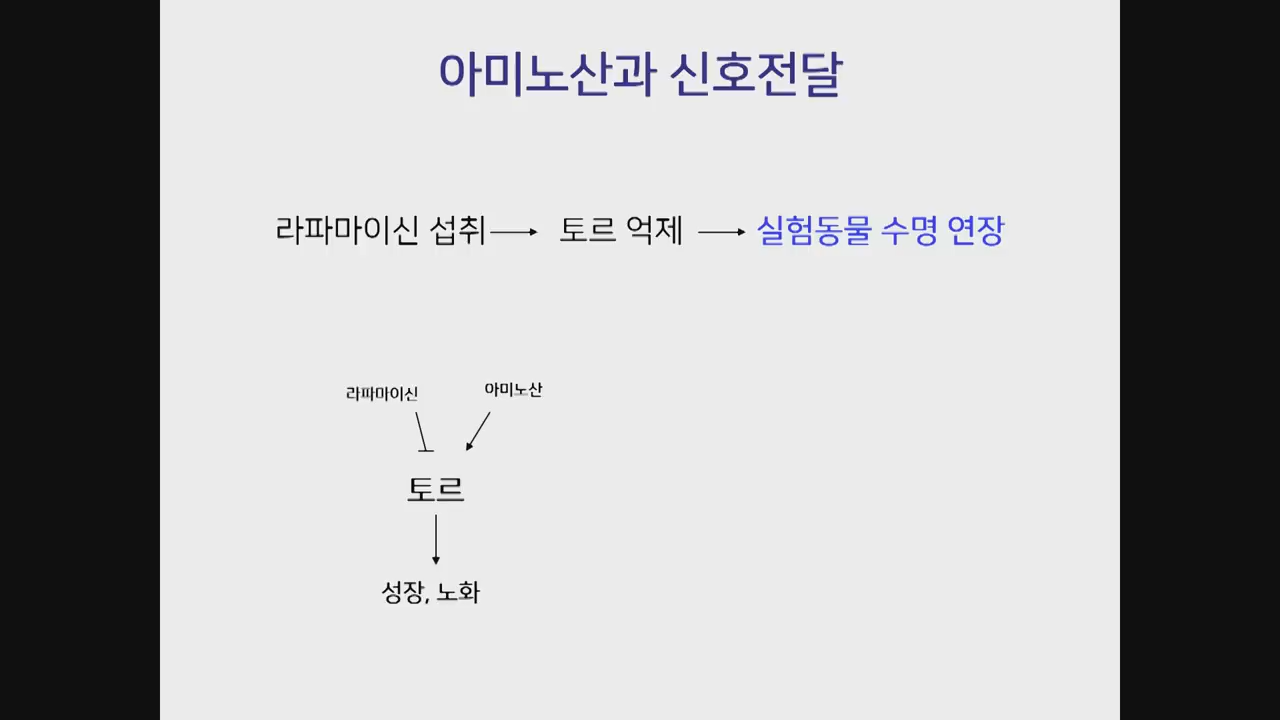 아미노산과 신호전달
라파마이신 섭취 → 토르 억제 → 실험동물 수명 연장
라파마이신 아미노산
토르
성장, 노화